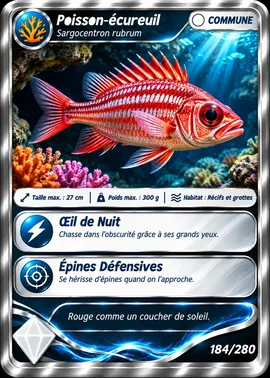 Poisson-écureuil
COMMUNE
Sargocentron rubrum
Taille max. : 27 cm
Poids max. : 300 g
Habitat : Récifs et grottes
Œil de Nuit
Chasse dans l'obscurité grâce à ses grands yeux.
Épines Défensives
Se hérisse d'épines quand on l'approche.
Rouge comme un coucher de soleil.
184/280